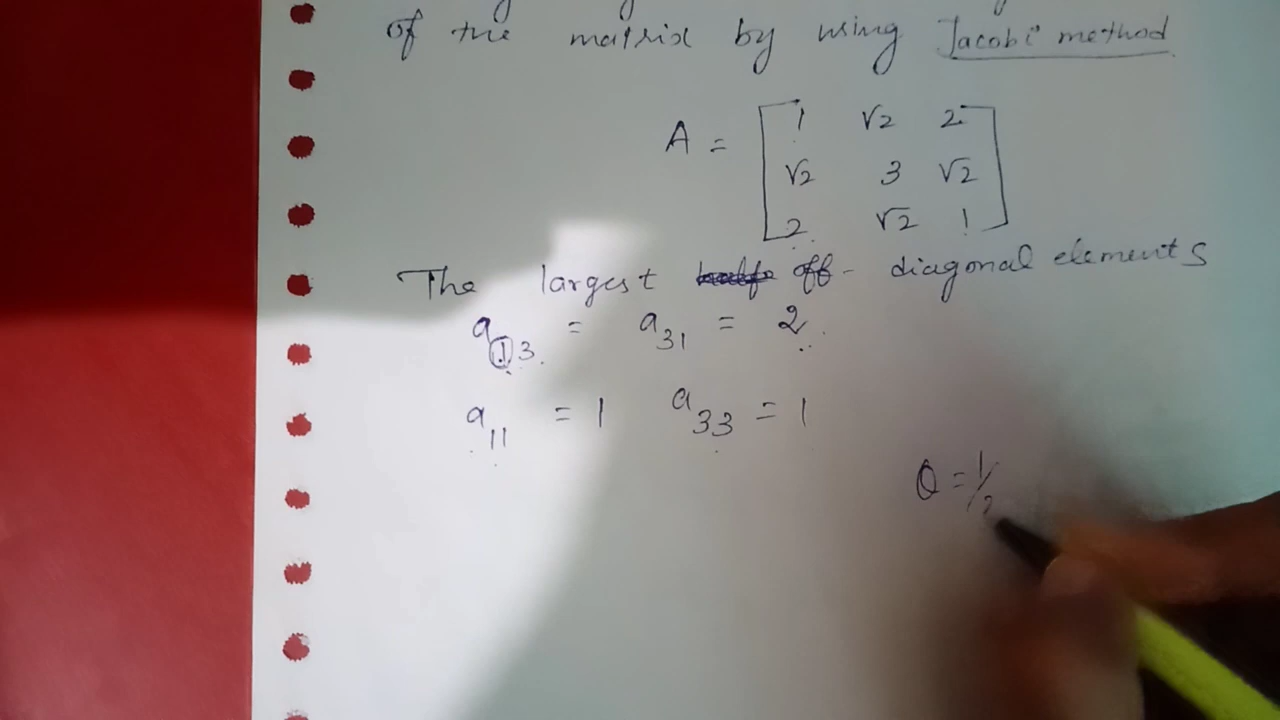 of the matrix by using Jacobi method
A = [ 1 √2 2
√2 3 √2
2 √2 1 ]
The largest off - diagonal elements
a13 = a31 = 2
a11 = 1 a33 = 1
θ = 1/2